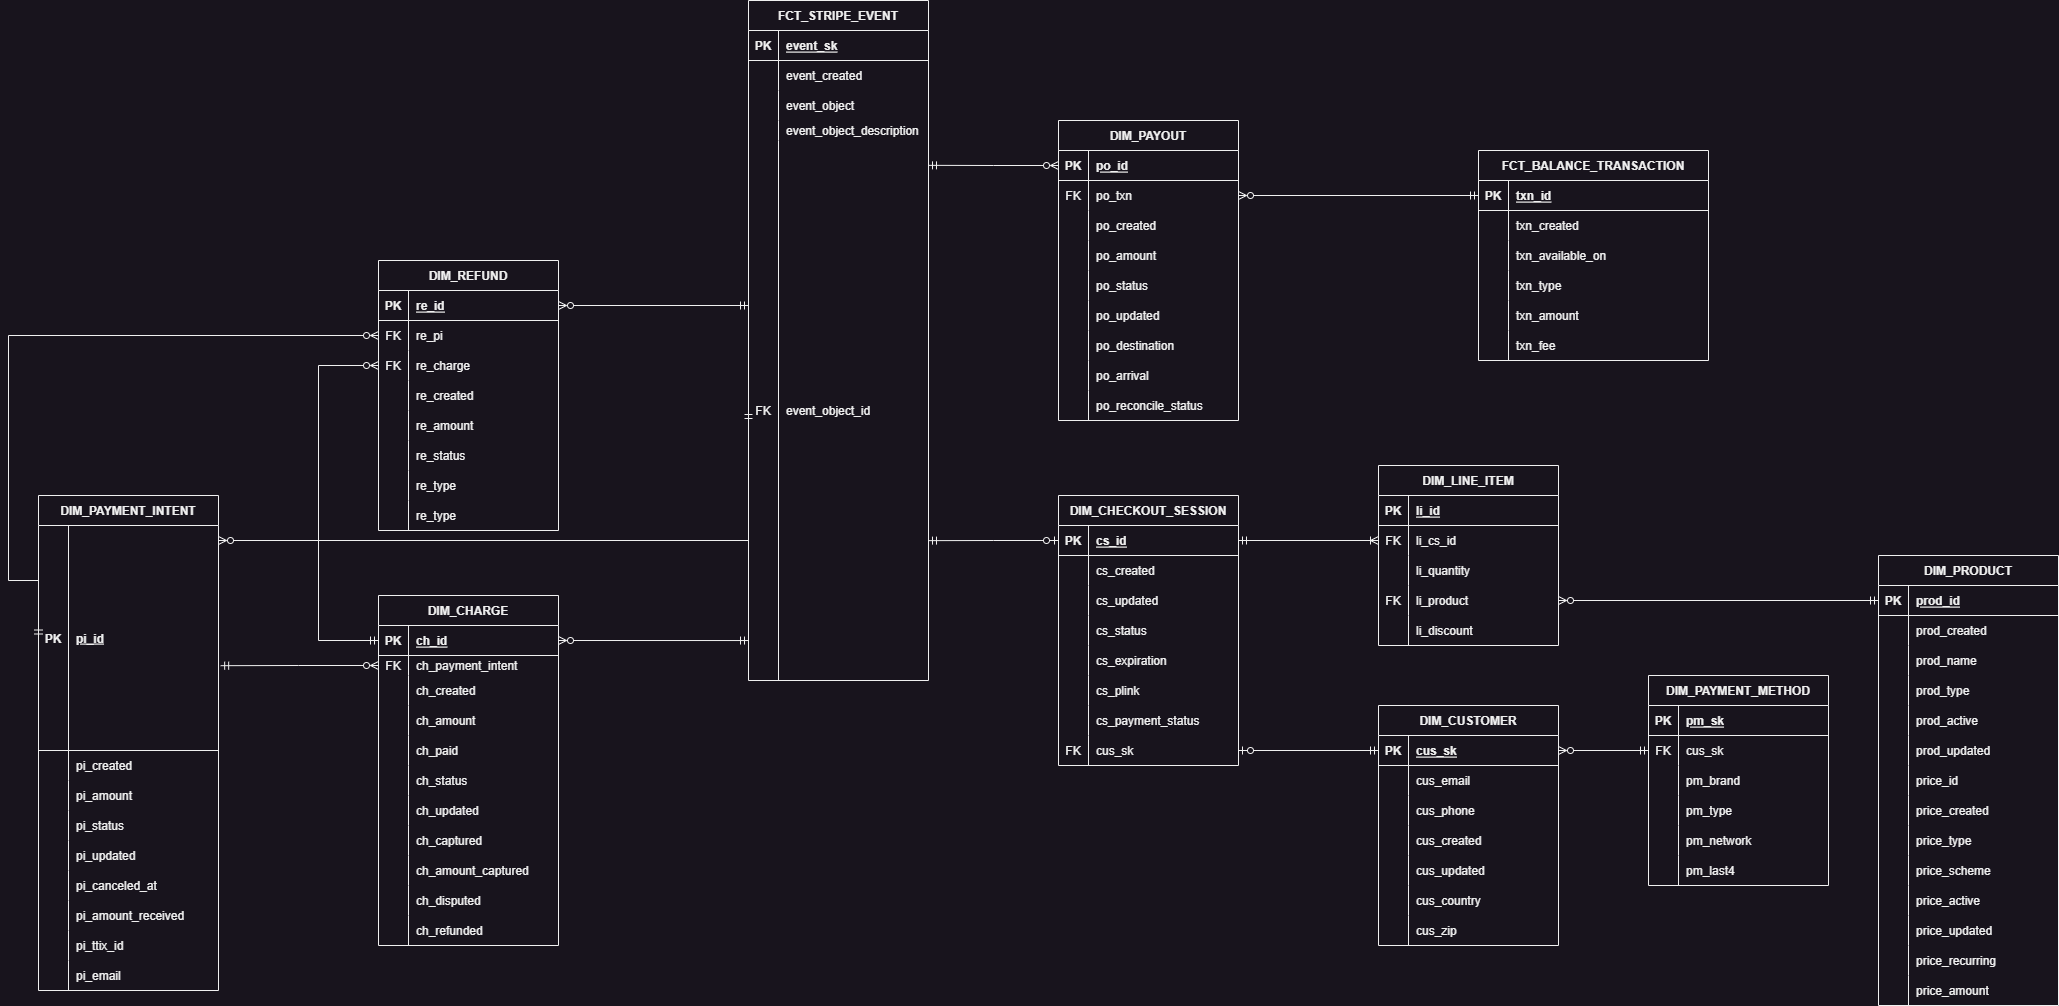 FCT_STRIPE_EVENT
PK event_sk
event_created
event_object
event_object_description
FK event_object_id
DIM_PAYOUT
PK po_id
FK po_txn
po_created
po_amount
po_status
po_updated
po_destination
po_arrival
po_reconcile_status
FCT_BALANCE_TRANSACTION
PK txn_id
txn_created
txn_available_on
txn_type
txn_amount
txn_fee
DIM_REFUND
PK re_id
FK re_pi
FK re_charge
re_created
re_amount
re_status
re_type
re_type
DIM_PAYMENT_INTENT
PK pi_id
pi_created
pi_amount
pi_status
pi_updated
pi_canceled_at
pi_amount_received
pi_ttix_id
pi_email
DIM_CHARGE
PK ch_id
FK ch_payment_intent
ch_created
ch_amount
ch_paid
ch_status
ch_updated
ch_captured
ch_amount_captured
ch_disputed
ch_refunded
DIM_CHECKOUT_SESSION
PK cs_id
cs_created
cs_updated
cs_status
cs_expiration
cs_plink
cs_payment_status
FK cus_sk
DIM_LINE_ITEM
PK li_id
FK li_cs_id
li_quantity
FK li_product
li_discount
DIM_CUSTOMER
PK cus_sk
cus_email
cus_phone
cus_created
cus_updated
cus_country
cus_zip
DIM_PAYMENT_METHOD
PK pm_sk
FK cus_sk
pm_brand
pm_type
pm_network
pm_last4
DIM_PRODUCT
PK prod_id
prod_created
prod_name
prod_type
prod_active
prod_updated
price_id
price_created
price_type
price_scheme
price_active
price_updated
price_recurring
price_amount